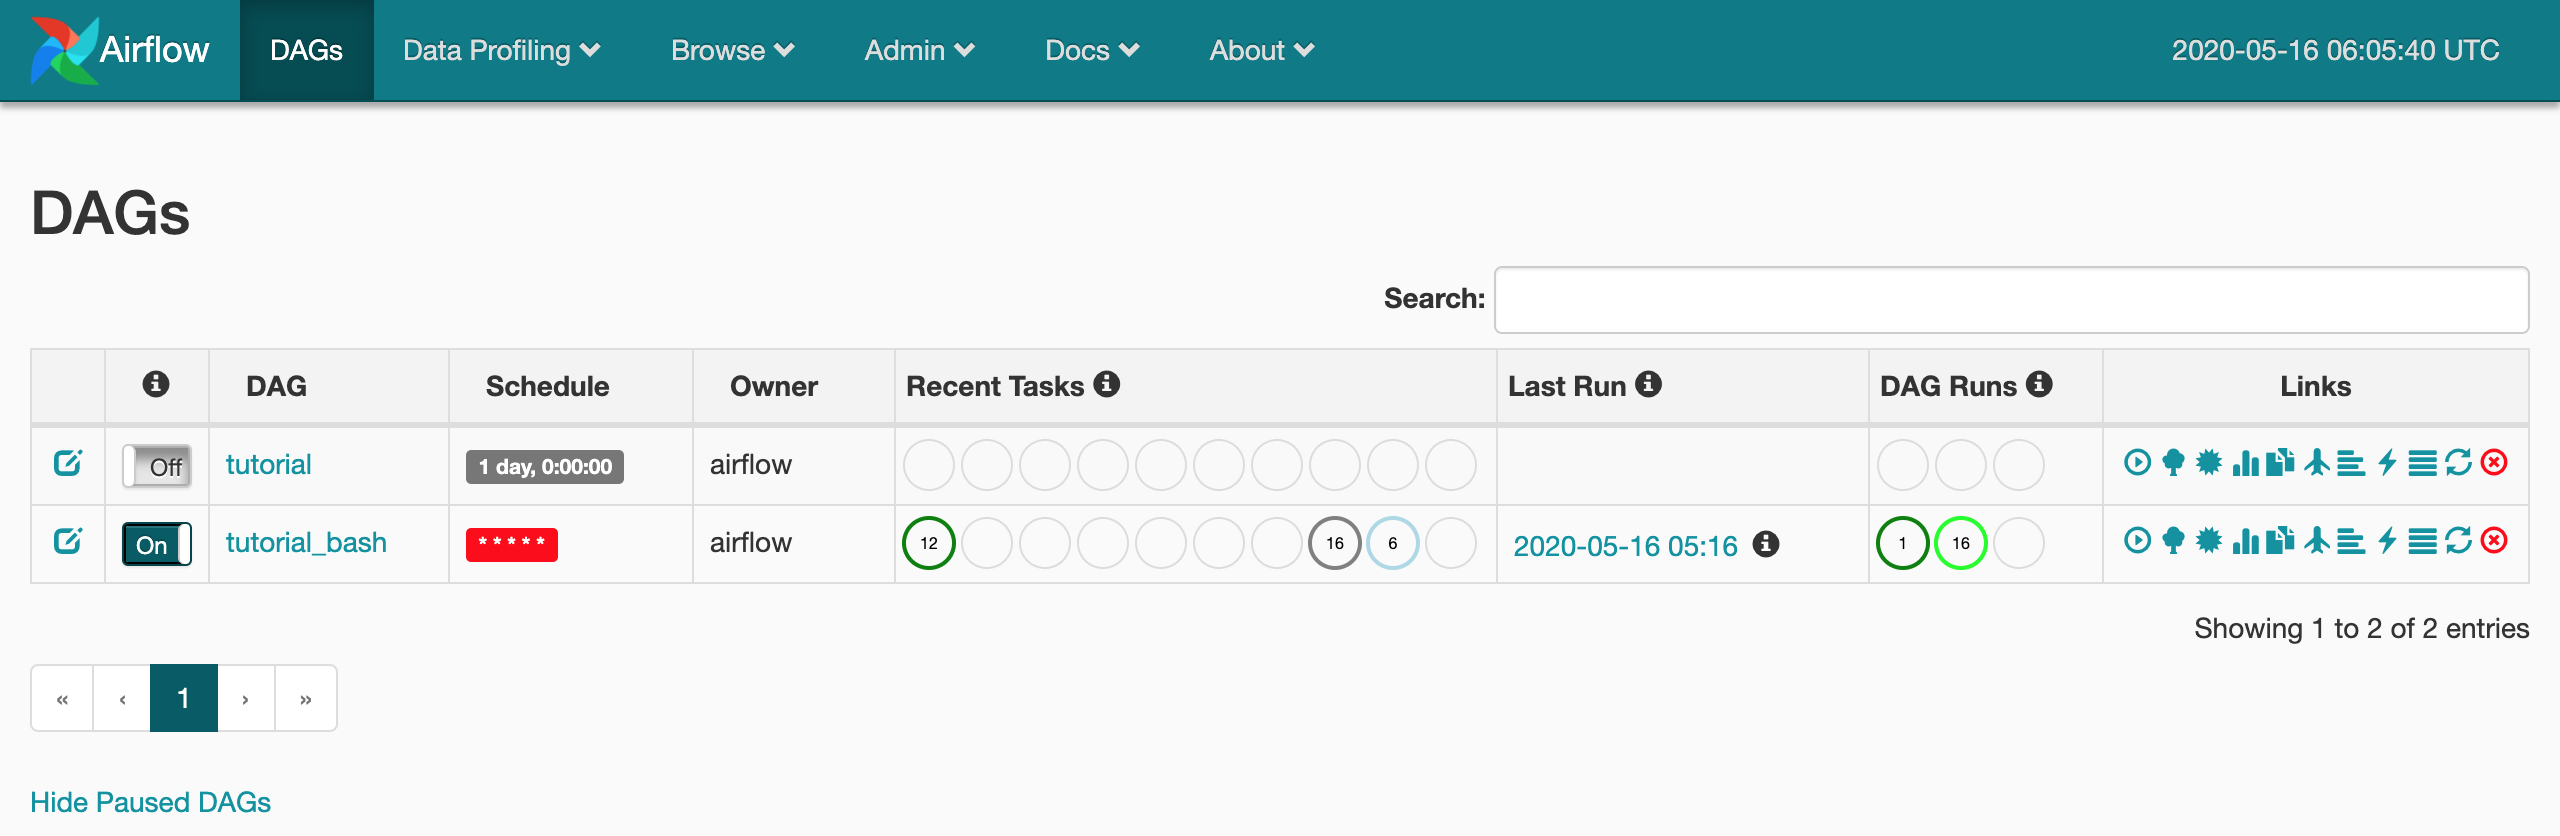 Airflow DAGs Data Profiling Browse Admin Docs About 2020-05-16 06:05:40 UTC
DAGs
Search:
DAG Schedule Owner Recent Tasks Last Run DAG Runs Links
Off tutorial 1 day, 0:00:00 airflow
On tutorial_bash * * * * * airflow 12 16 6 2020-05-16 05:16 1 16
Showing 1 to 2 of 2 entries
« ‹ 1 › »
Hide Paused DAGs